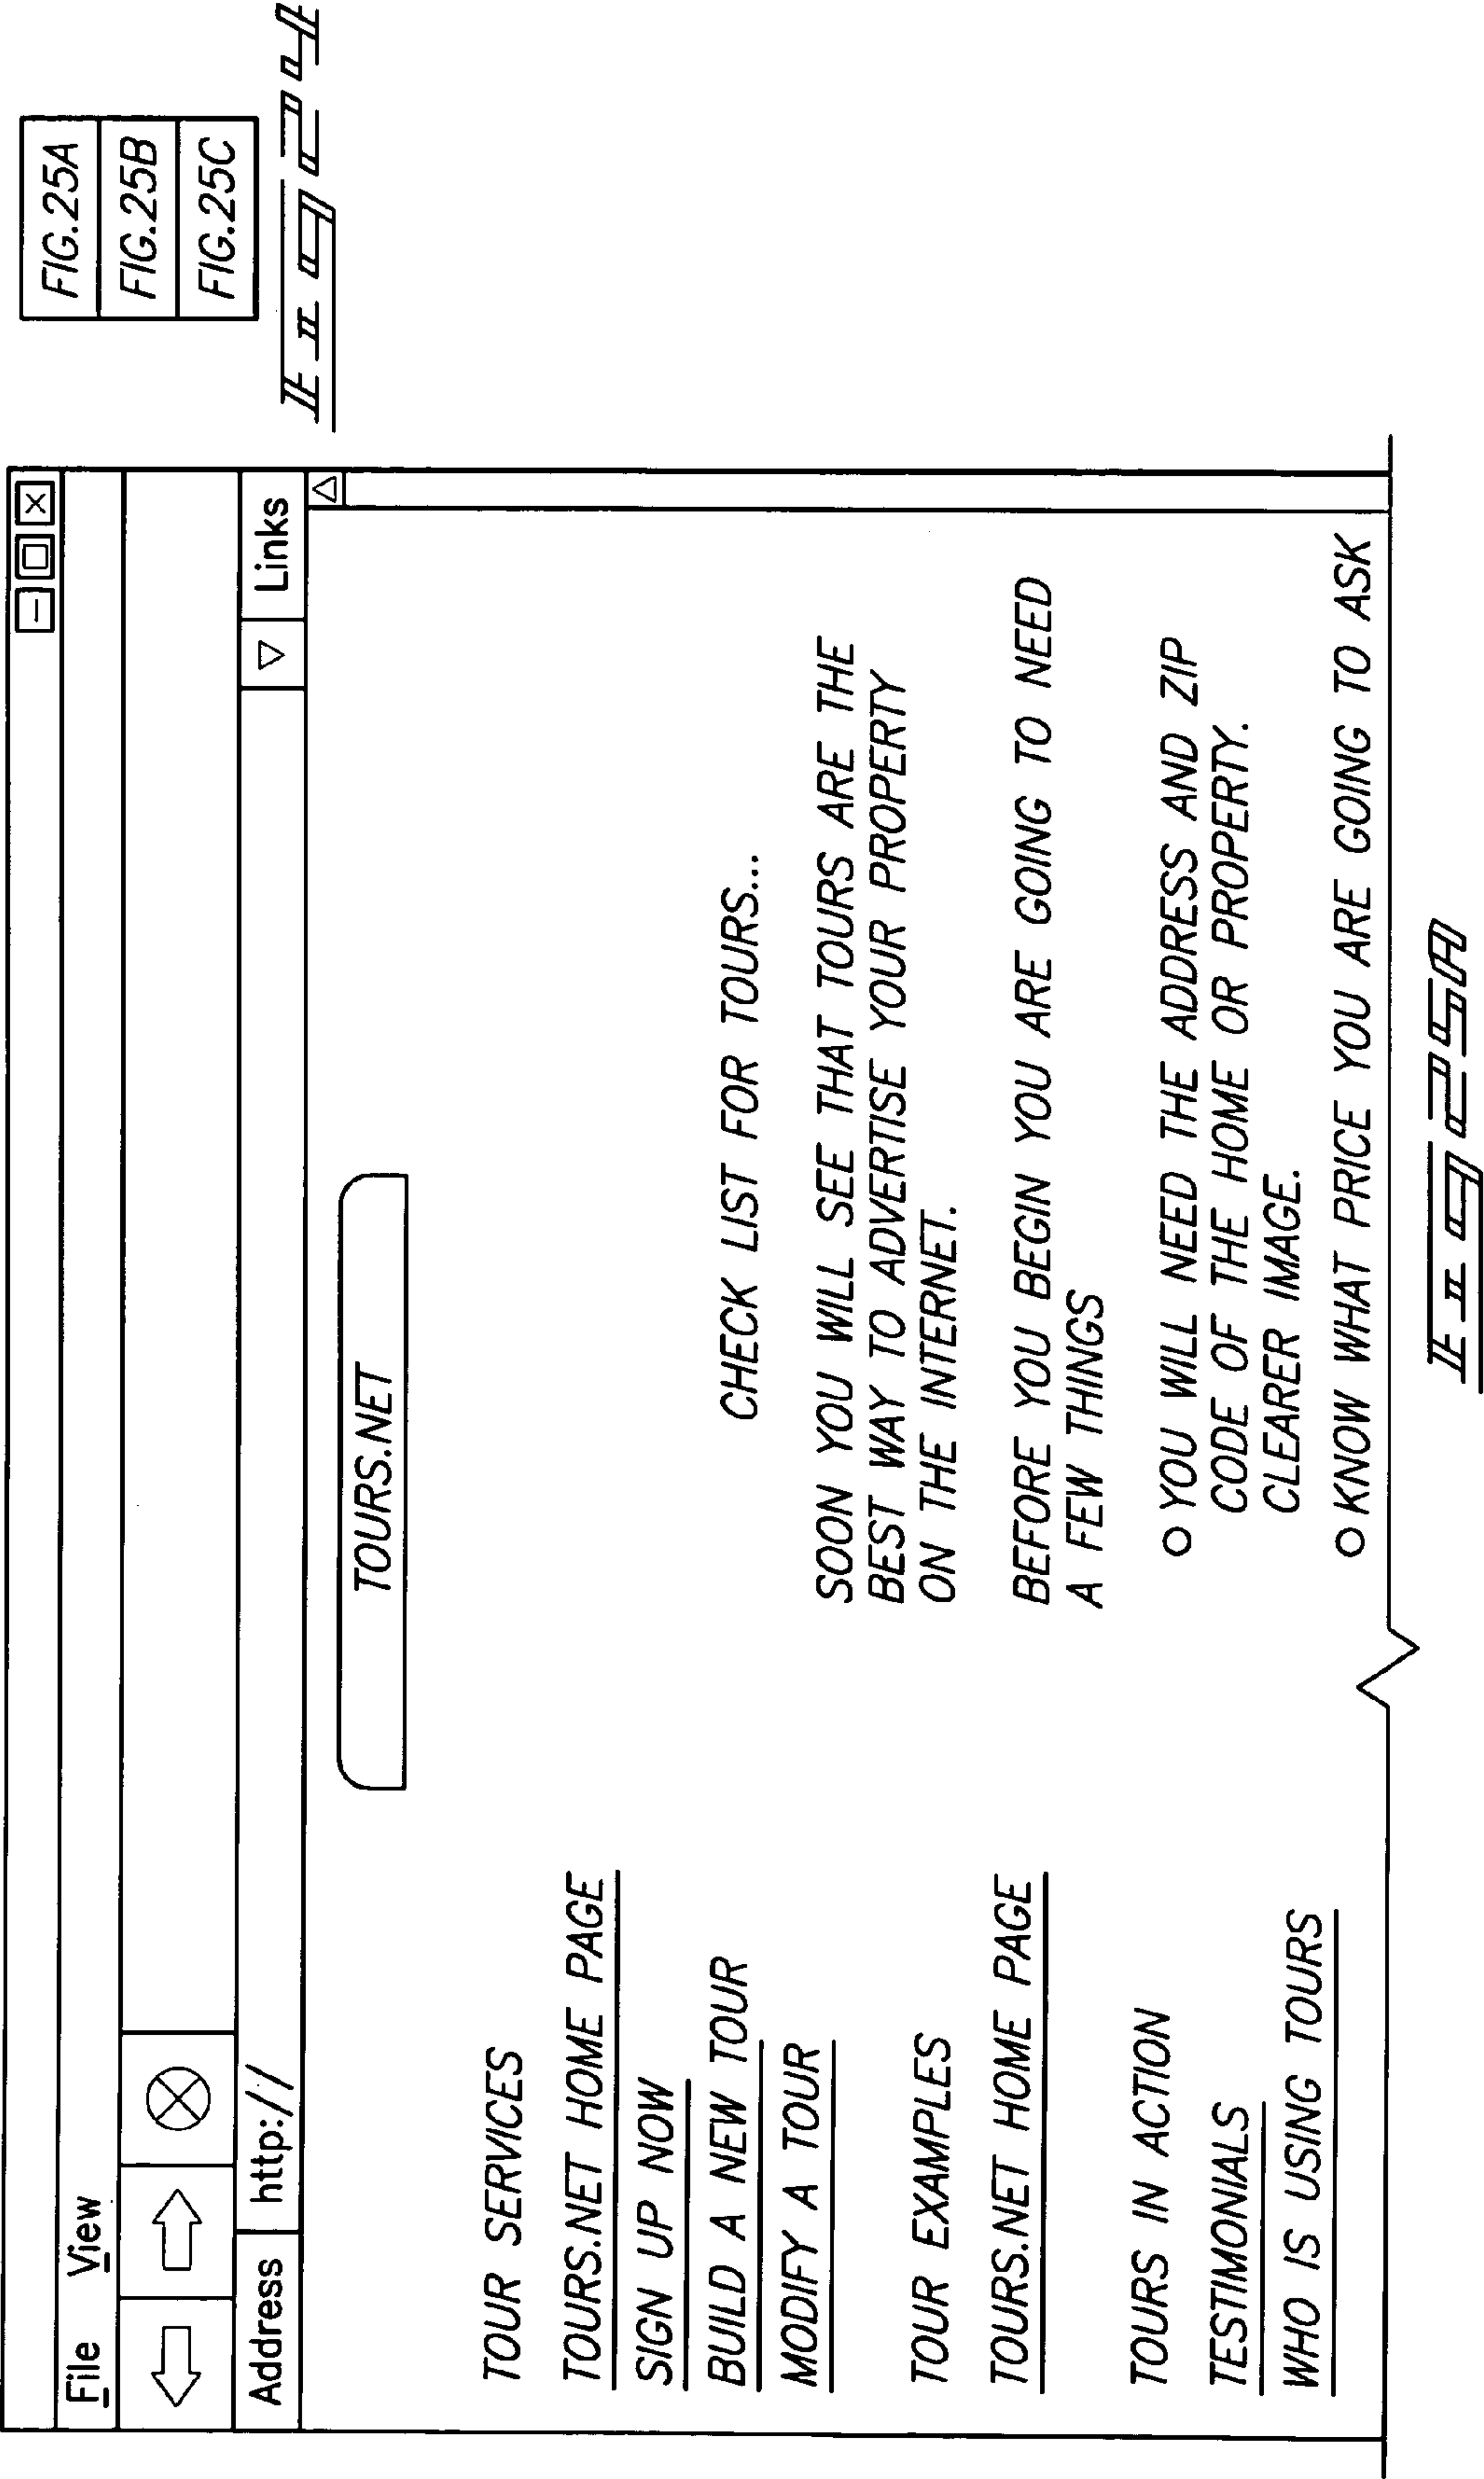 File View
Address http:// Links
TOURS.NET
TOUR SERVICES
TOURS.NET HOME PAGE
SIGN UP NOW
BUILD A NEW TOUR
MODIFY A TOUR
TOUR EXAMPLES
TOURS.NET HOME PAGE
TOURS IN ACTION
TESTIMONIALS
WHO IS USING TOURS
CHECK LIST FOR TOURS...
SOON YOU WILL SEE THAT TOURS ARE THE
BEST WAY TO ADVERTISE YOUR PROPERTY
ON THE INTERNET.
BEFORE YOU BEGIN YOU ARE GOING TO NEED
A FEW THINGS
○ YOU WILL NEED THE ADDRESS AND ZIP
CODE OF THE HOME OR PROPERTY.
CLEARER IMAGE.
○ KNOW WHAT PRICE YOU ARE GOING TO ASK
Fig 25A
FIG.25A
FIG.25B
FIG.25C
Fig 24